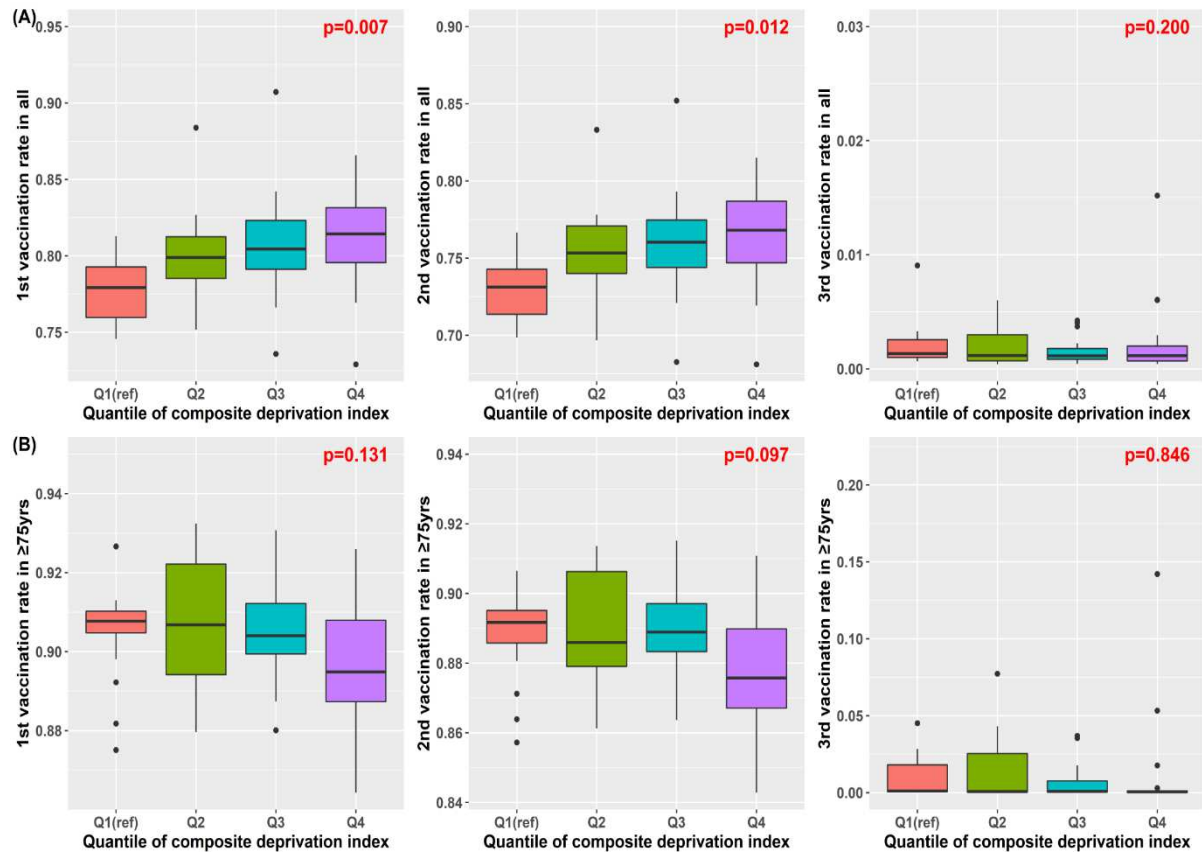 (A)
p=0.007
1st vaccination rate in all
0.95
0.90
0.85
0.80
0.75
Q1(ref) Q2 Q3 Q4
Quantile of composite deprivation index
p=0.012
2nd vaccination rate in all
0.90
0.85
0.80
0.75
0.70
Q1(ref) Q2 Q3 Q4
Quantile of composite deprivation index
p=0.200
3rd vaccination rate in all
0.03
0.02
0.01
0.00
Q1(ref) Q2 Q3 Q4
Quantile of composite deprivation index
(B)
p=0.131
1st vaccination rate in ≥75yrs
0.94
0.92
0.90
0.88
Q1(ref) Q2 Q3 Q4
Quantile of composite deprivation index
p=0.097
2nd vaccination rate in ≥75yrs
0.94
0.92
0.90
0.88
0.86
0.84
Q1(ref) Q2 Q3 Q4
Quantile of composite deprivation index
p=0.846
3rd vaccination rate in ≥75yrs
0.20
0.15
0.10
0.05
0.00
Q1(ref) Q2 Q3 Q4
Quantile of composite deprivation index